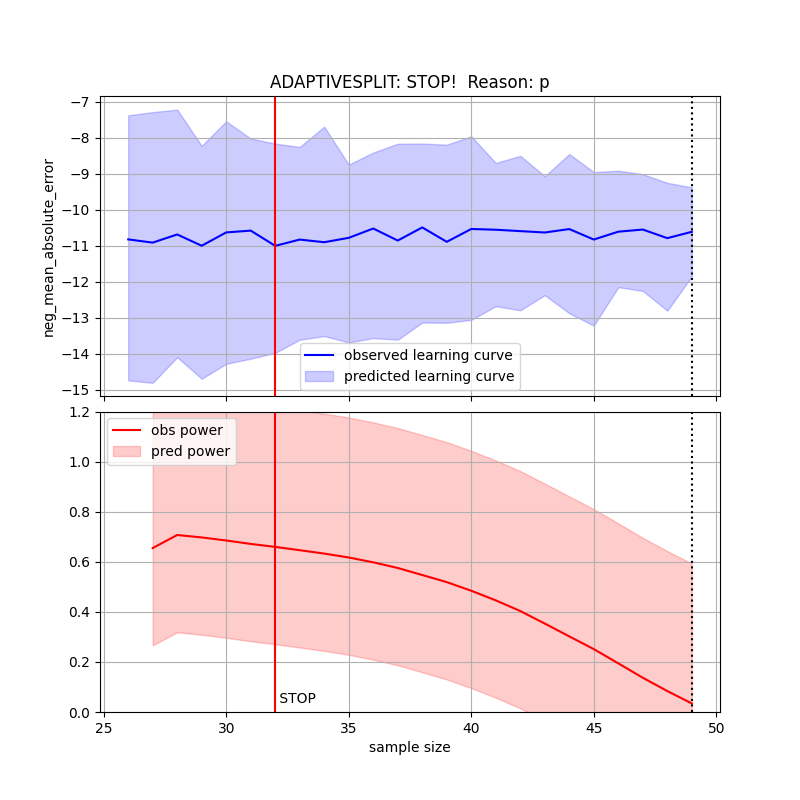 ADAPTIVESPLIT: STOP!  Reason: p
neg_mean_absolute_error
−7
−8
−9
−10
−11
−12
−13
−14
−15
observed learning curve
predicted learning curve
1.2
1.0
0.8
0.6
0.4
0.2
0.0
obs power
pred power
STOP
25
30
35
40
45
50
sample size